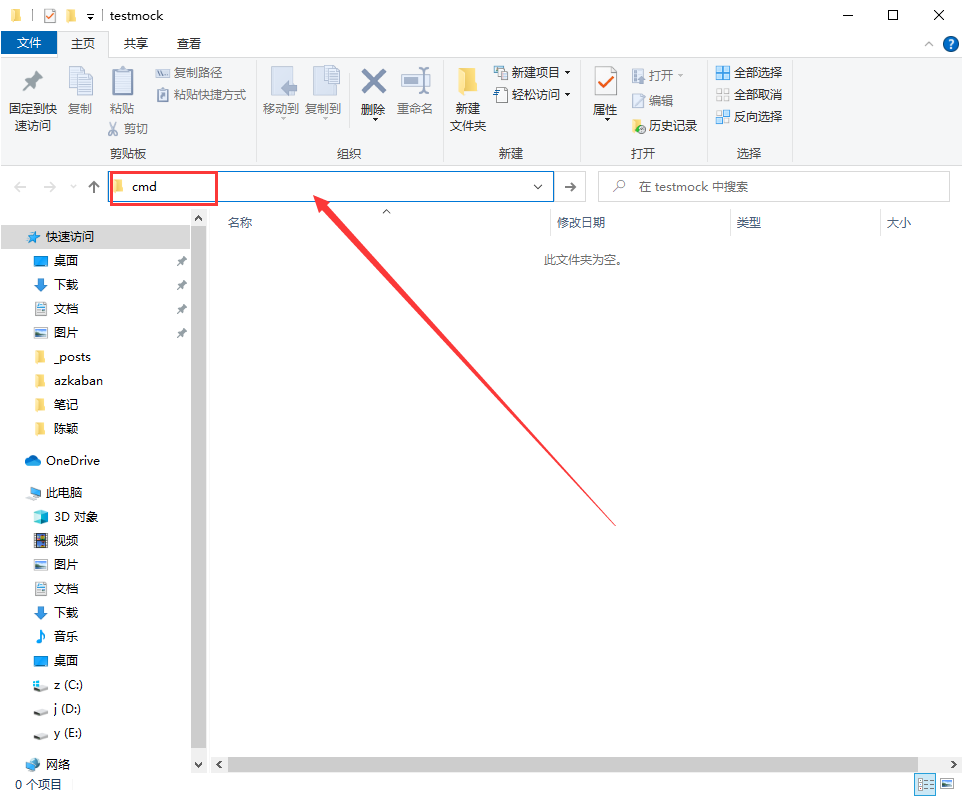 testmock
文件 主页 共享 查看
固定到快速访问
复制
粘贴
复制路径
粘贴快捷方式
剪切
剪贴板
移动到
复制到
删除
重命名
组织
新建
文件夹
新建项目
轻松访问
新建
属性
打开
编辑
历史记录
打开
全部选择
全部取消
反向选择
选择
cmd
在 testmock 中搜索
名称 修改日期 类型 大小
此文件夹为空。
快速访问
桌面
下载
文档
图片
_posts
azkaban
笔记
陈颖
OneDrive
此电脑
3D 对象
视频
图片
文档
下载
音乐
桌面
z (C:)
j (D:)
y (E:)
网络
0 个项目